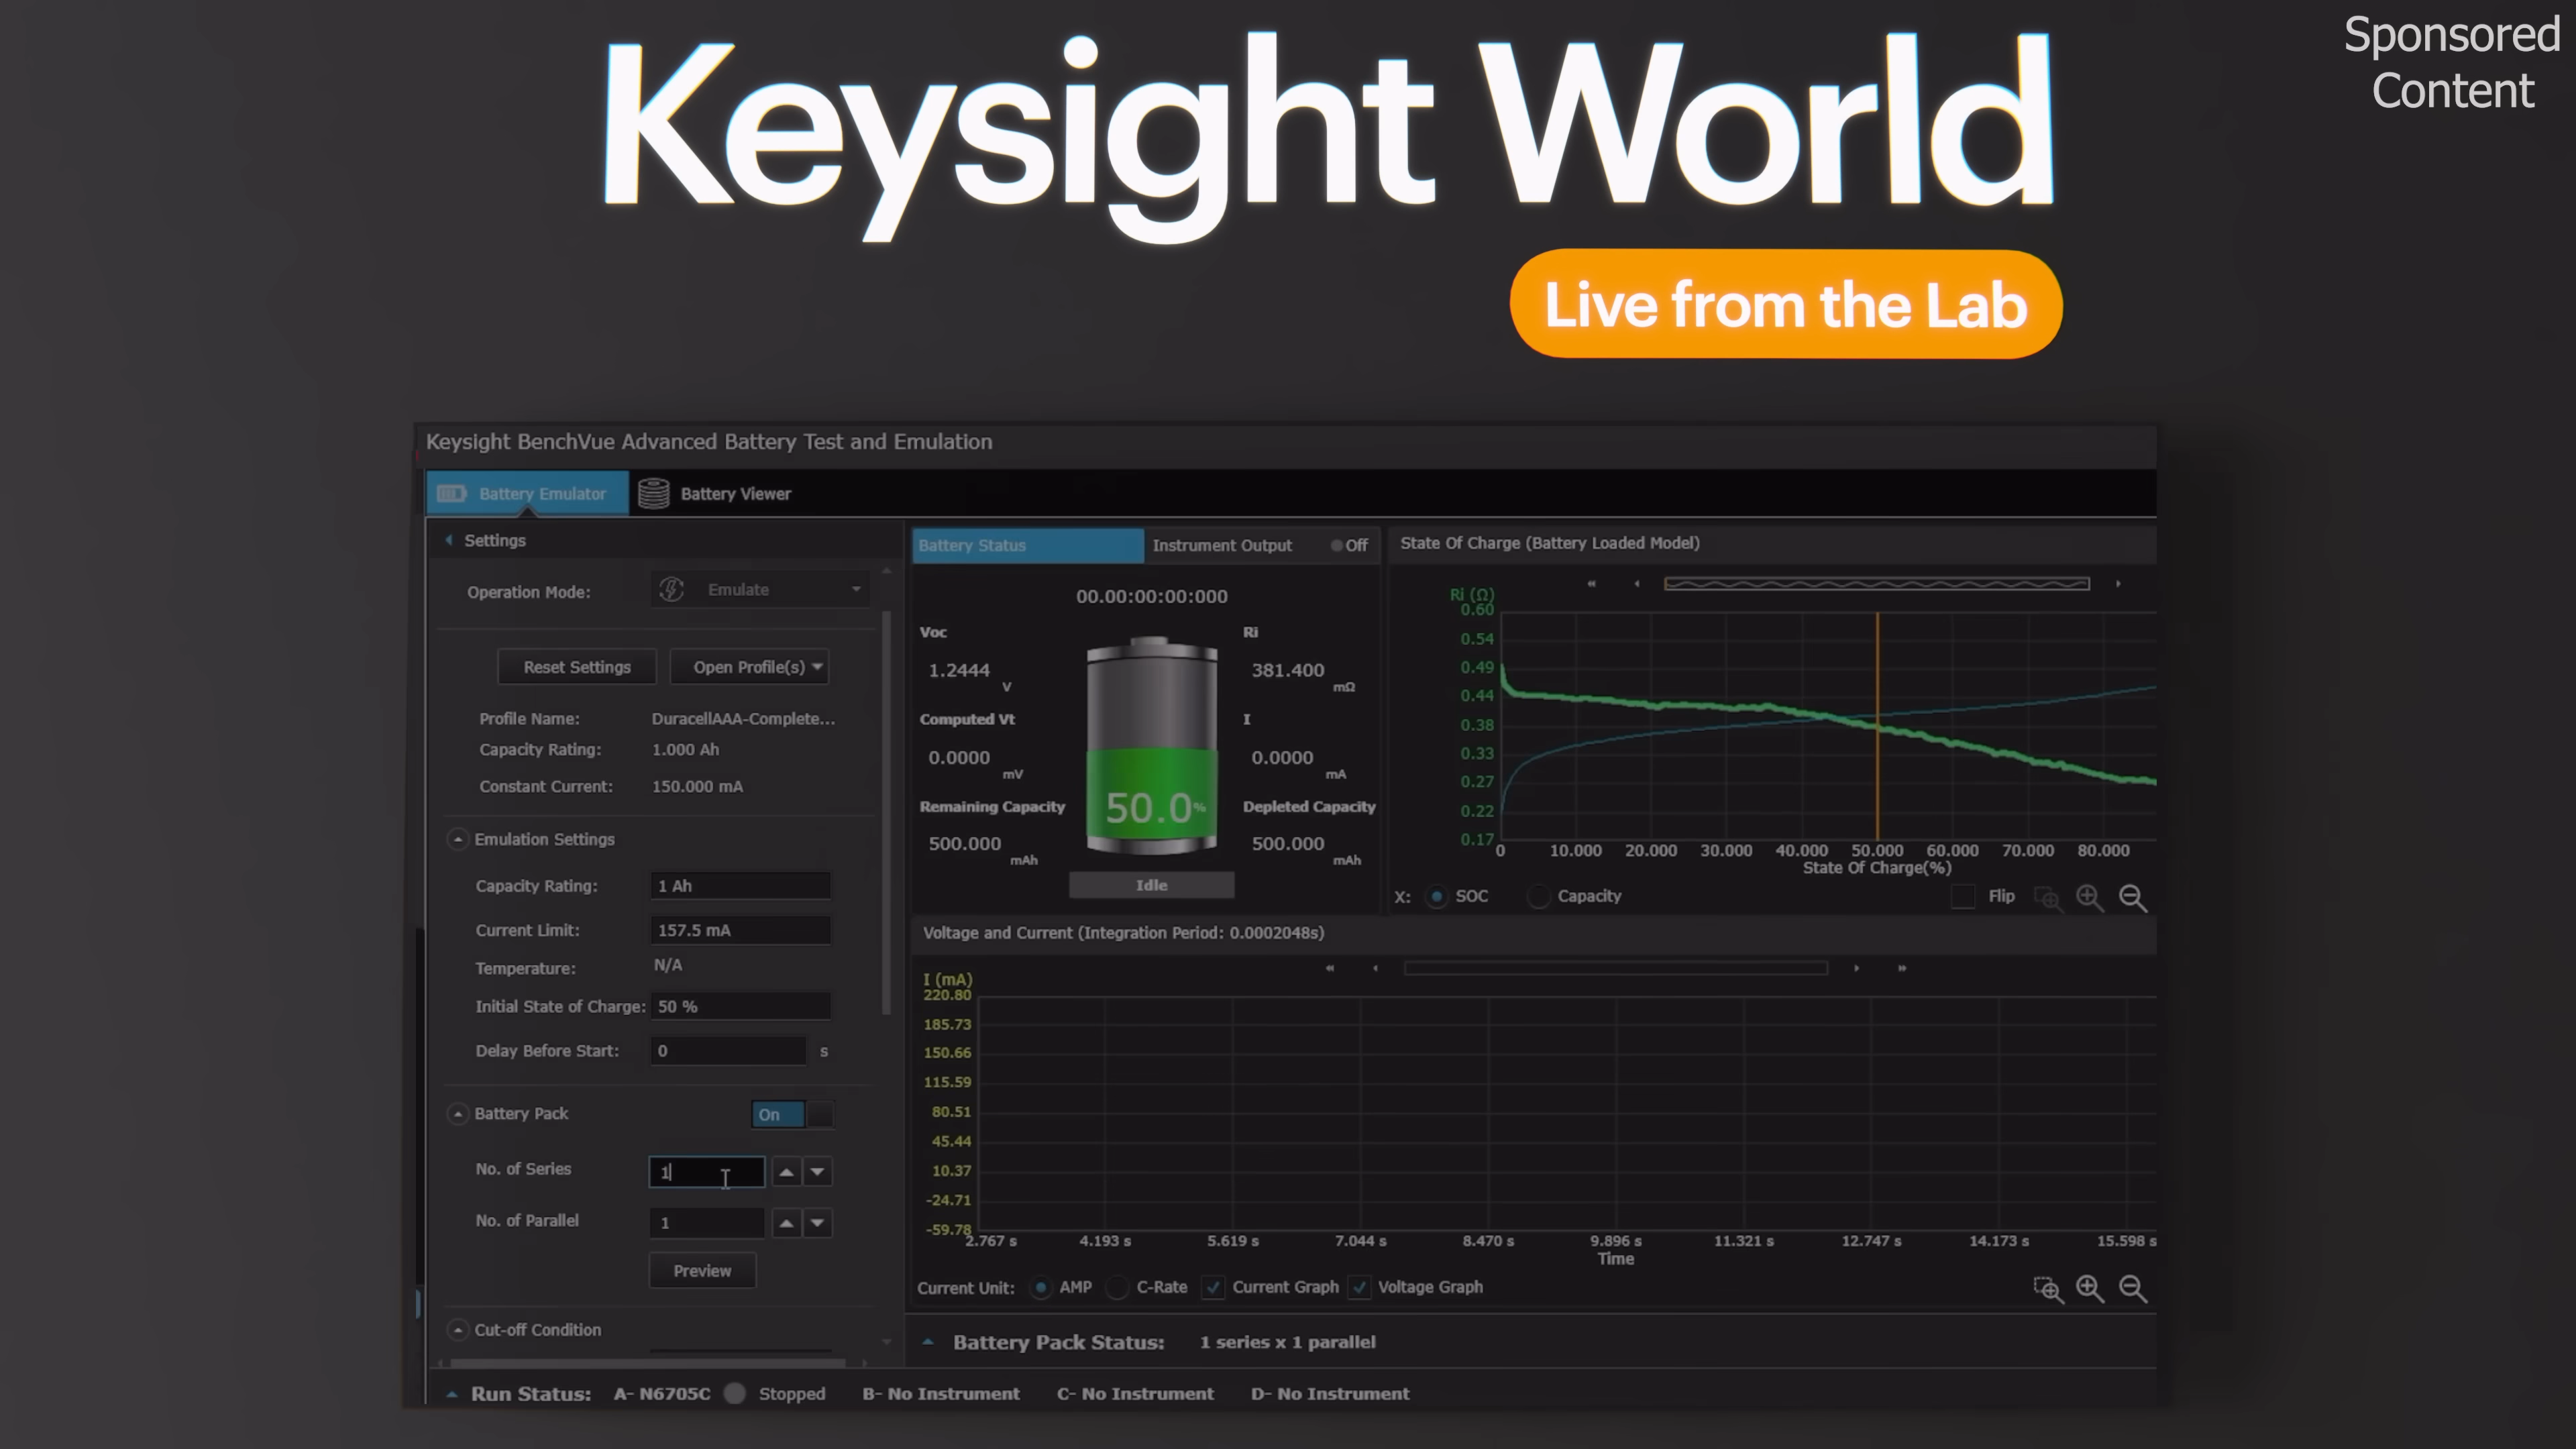 Keysight World
Sponsored
Content
Live from the Lab
Keysight BenchVue Advanced Battery Test and Emulation
Battery Emulator
Battery Viewer
Settings
Operation Mode: Emulate
Reset Settings
Open Profile(s)
Profile Name: DuracellAAA-Complete...
Capacity Rating: 1.000 Ah
Constant Current: 150.000 mA
Emulation Settings
Capacity Rating: 1 Ah
Current Limit: 157.5 mA
Temperature: N/A
Initial State of Charge: 50 %
Delay Before Start: 0 s
Battery Pack On
No. of Series 1
No. of Parallel 1
Preview
Cut-off Condition
Battery Status
Instrument Output Off
00.00:00:00:000
Voc
1.2444 V
Computed Vt
0.0000 mV
Remaining Capacity
500.000 mAh
50.0%
Idle
Ri
381.400 mΩ
I
0.0000 mA
Depleted Capacity
500.000 mAh
State Of Charge (Battery Loaded Model)
Ri (Ω)
0.60
0.54
0.49
0.44
0.38
0.33
0.27
0.22
0.17
0 10.000 20.000 30.000 40.000 50.000 60.000 70.000 80.000
State Of Charge(%)
X: SOC Capacity Flip
Voltage and Current (Integration Period: 0.0002048s)
I (mA)
220.80
185.73
150.66
115.59
80.51
45.44
10.37
-24.71
-59.78
2.767 s 4.193 s 5.619 s 7.044 s 8.470 s 9.896 s 11.321 s 12.747 s 14.173 s 15.598 s
Time
Current Unit: AMP C-Rate Current Graph Voltage Graph
Battery Pack Status: 1 series x 1 parallel
Run Status: A- N6705C Stopped B- No Instrument C- No Instrument D- No Instrument